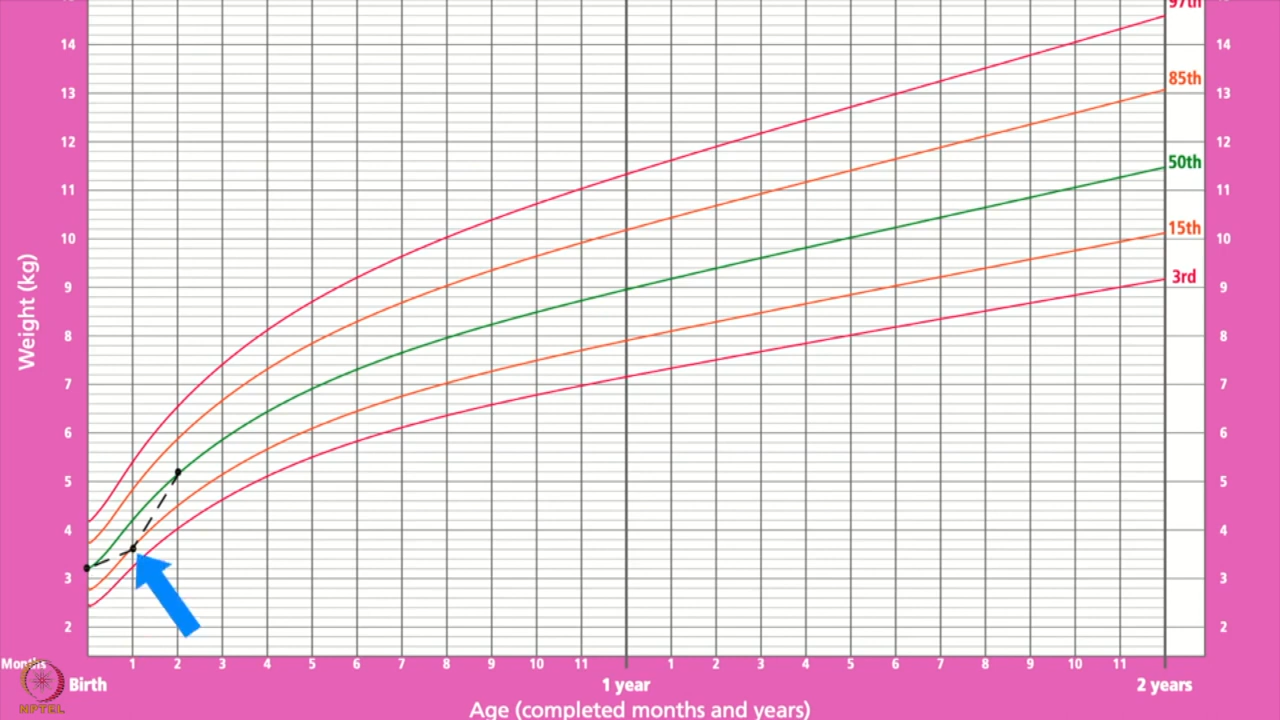 97th
14 14
85th
13 13
12 12
50th
11 11
15th
10 10
3rd
9 9
8 8
7 7
6 6
5 5
4 4
3 3
2 2
Weight (kg)
Months 1 2 3 4 5 6 7 8 9 10 11 1 2 3 4 5 6 7 8 9 10 11
Birth 1 year 2 years
Age (completed months and years)
NPTEL